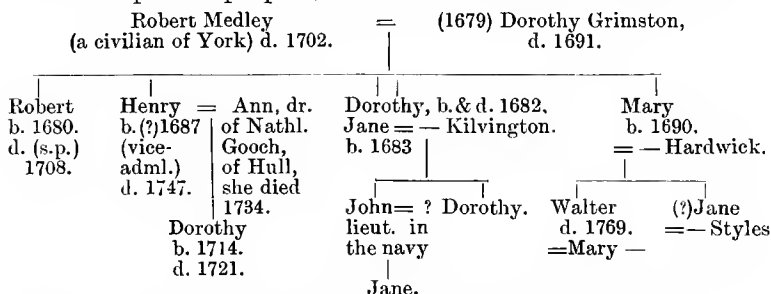 Robert Medley = (1679) Dorothy Grimston,
(a civilian of York) d. 1702. d. 1691.
Robert Henry = Ann, dr. Dorothy, b. & d. 1682. Mary
b. 1680. b.(?)1687 of Nathl. Jane = — Kilvington. b. 1690.
d. (s.p.) (vice- Gooch, b. 1683 = — Hardwick.
1708. adml.) of Hull,
d. 1747. she died
1734.
John = ? Dorothy. Walter (?)Jane
Dorothy lieut. in d. 1769. =— Styles
b. 1714. the navy =Mary —
d. 1721.
Jane.